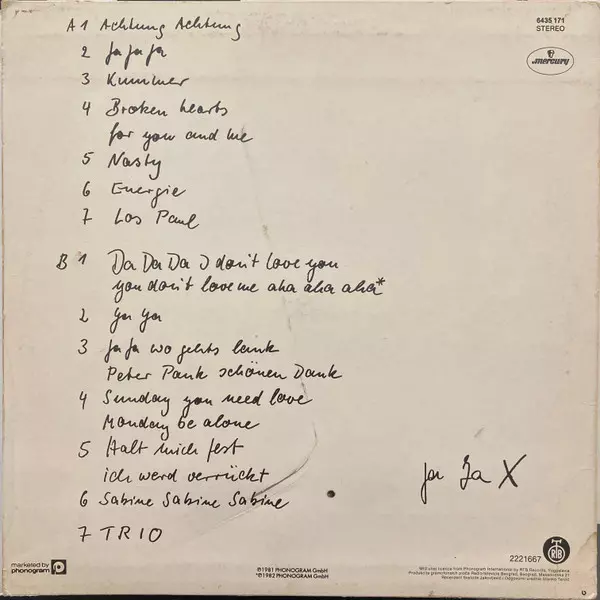 A 1 Achtung Achtung
6435 171
STEREO
mercury
2 Ja Ja Ja
3 Kummer
4 Broken hearts
for you and me
5 Nasty
6 Energie
7 Los Paul
B 1 Da Da Da I don't love you
you don't love me aha aha aha*
2 Ya Ya
3 Ja Ja wo gehts lank
Peter Pank schönen Dank
4 Sunday you need love
Monday be alone
5 Halt mich fest
ich werd verrückt
6 Sabine Sabine Sabine
Ja Ja X
7 TRIO
2221667
RTB
marketed by
phonogram
℗1981 PHONOGRAM GmbH
*℗1982 PHONOGRAM GmbH